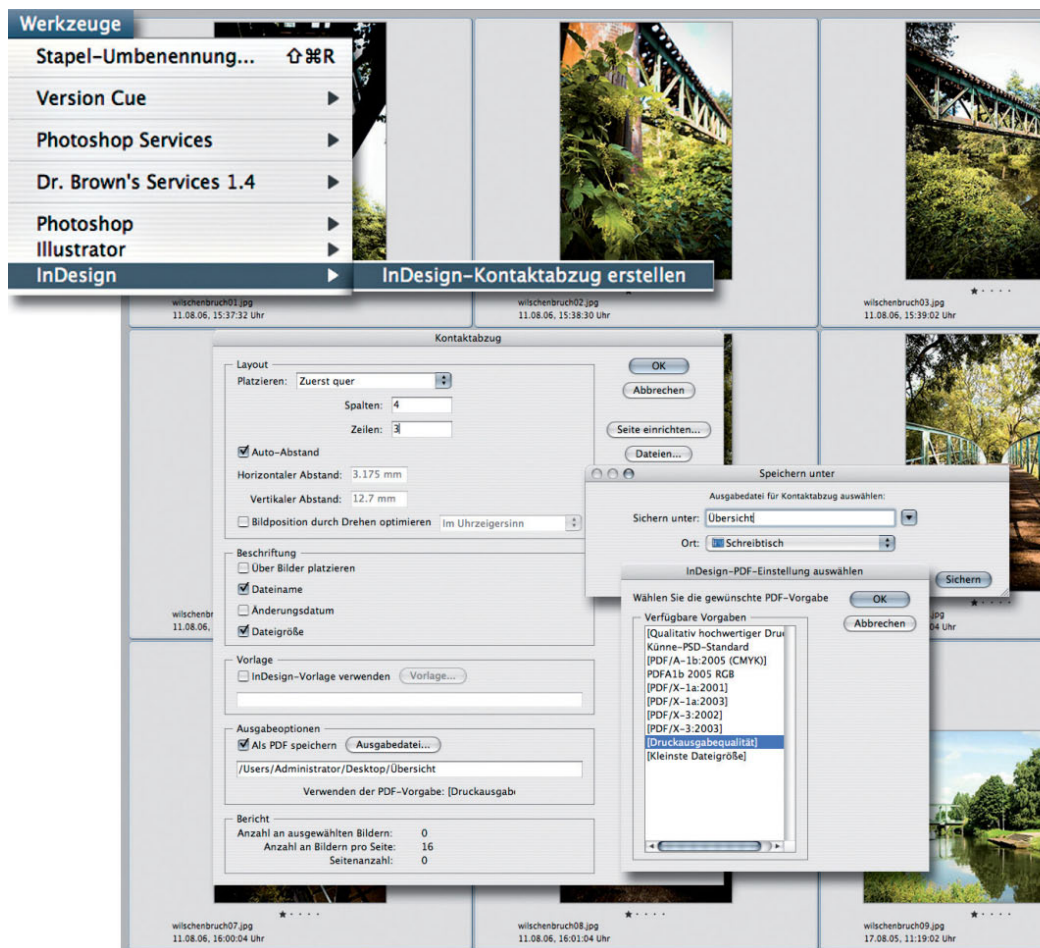 Werkzeuge
Stapel-Umbenennung... ⇧⌘R
Version Cue
Photoshop Services
Dr. Brown's Services 1.4
Photoshop
Illustrator
InDesign
InDesign-Kontaktabzug erstellen
wilschenbruch01.jpg
11.08.06, 15:37:32 Uhr
wilschenbruch02.jpg
11.08.06, 15:38:30 Uhr
wilschenbruch03.jpg
11.08.06, 15:39:02 Uhr
Kontaktabzug
Layout
Platzieren: Zuerst quer
Spalten: 4
Zeilen: 3
Auto-Abstand
Horizontaler Abstand: 3.175 mm
Vertikaler Abstand: 12.7 mm
Bildposition durch Drehen optimieren Im Uhrzeigersinn
OK
Abbrechen
Seite einrichten...
Dateien...
Beschriftung
Über Bilder platzieren
Dateiname
Änderungsdatum
Dateigröße
Vorlage
InDesign-Vorlage verwenden Vorlage...
Ausgabeoptionen
Als PDF speichern Ausgabedatei...
/Users/Administrator/Desktop/Übersicht
Verwenden der PDF-Vorgabe: [Druckausgab
Bericht
Anzahl an ausgewählten Bildern: 0
Anzahl an Bildern pro Seite: 16
Seitenanzahl: 0
Speichern unter
Ausgabedatei für Kontaktabzug auswählen:
Sichern unter: Übersicht
Ort: Schreibtisch
Sichern
InDesign-PDF-Einstellung auswählen
Wählen Sie die gewünschte PDF-Vorgabe
OK
Abbrechen
Verfügbare Vorgaben
[Qualitativ hochwertiger Dru
Künne-PSD-Standard
[PDF/A-1b:2005 (CMYK)]
PDFA1b 2005 RGB
[PDF/X-1a:2001]
[PDF/X-1a:2003]
[PDF/X-3:2002]
[PDF/X-3:2003]
[Druckausgabequalität]
[Kleinste Dateigröße]
wilschenbr
11.08.06,
.jpg
04 Uhr
wilschenbruch07.jpg
11.08.06, 16:00:04 Uhr
wilschenbruch08.jpg
11.08.06, 16:01:04 Uhr
wilschenbruch09.jpg
17.08.05, 11:19:02 Uhr